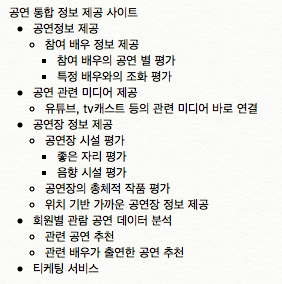 공연 통합 정보 제공 사이트
• 공연정보 제공
◦ 참여 배우 정보 제공
▪ 참여 배우의 공연 별 평가
▪ 특정 배우와의 조화 평가
• 공연 관련 미디어 제공
◦ 유튜브, tv캐스트 등의 관련 미디어 바로 연결
• 공연장 정보 제공
◦ 공연장 시설 평가
▪ 좋은 자리 평가
▪ 음향 시설 평가
◦ 공연장의 총체적 작품 평가
◦ 위치 기반 가까운 공연장 정보 제공
• 회원별 관람 공연 데이터 분석
◦ 관련 공연 추천
◦ 관련 배우가 출연한 공연 추천
• 티케팅 서비스